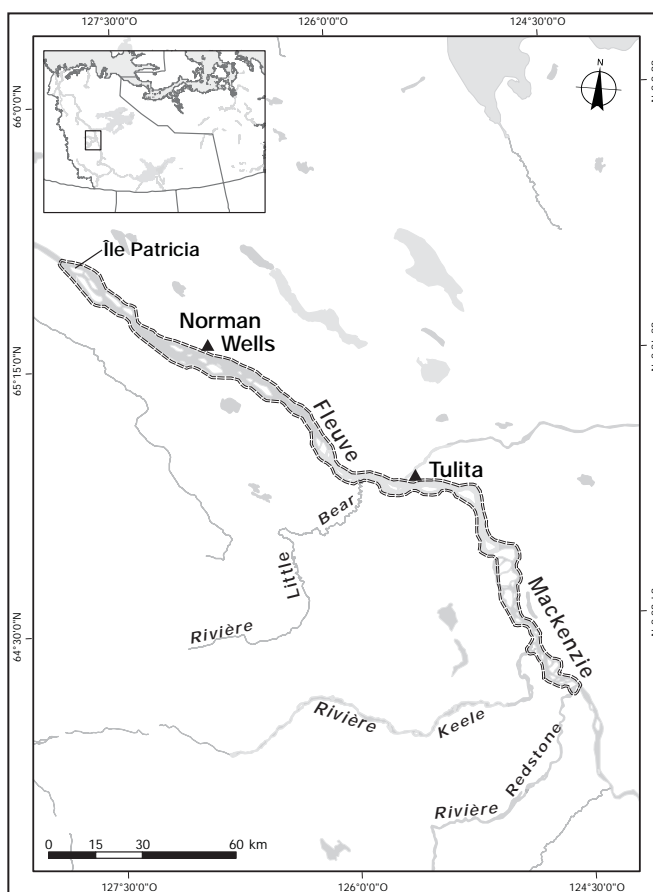 127°30'0"O
126°0'0"O
124°30'0"O
66°0'0"N
N
Île Patricia
Norman
Wells
65°15'0"N
Fleuve
Tulita
Bear
Little
Rivière
Mackenzie
64°30'0"N
Rivière
Keele
Redstone
Rivière
0 15 30 60 km
127°30'0"O
126°0'0"O
124°30'0"O